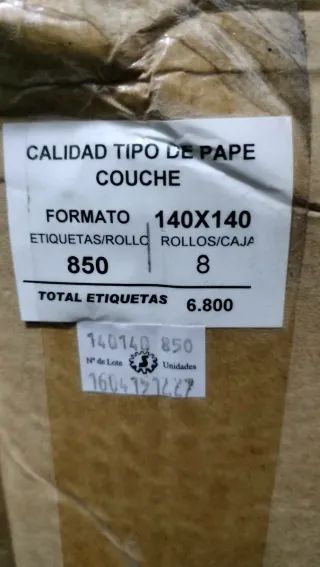 CALIDAD TIPO DE PAPE
COUCHE
FORMATO 140X140
ETIQUETAS/ROLLO ROLLOS/CAJA
850 8
TOTAL ETIQUETAS 6.800
140140 850
Nº de Lote Unidades